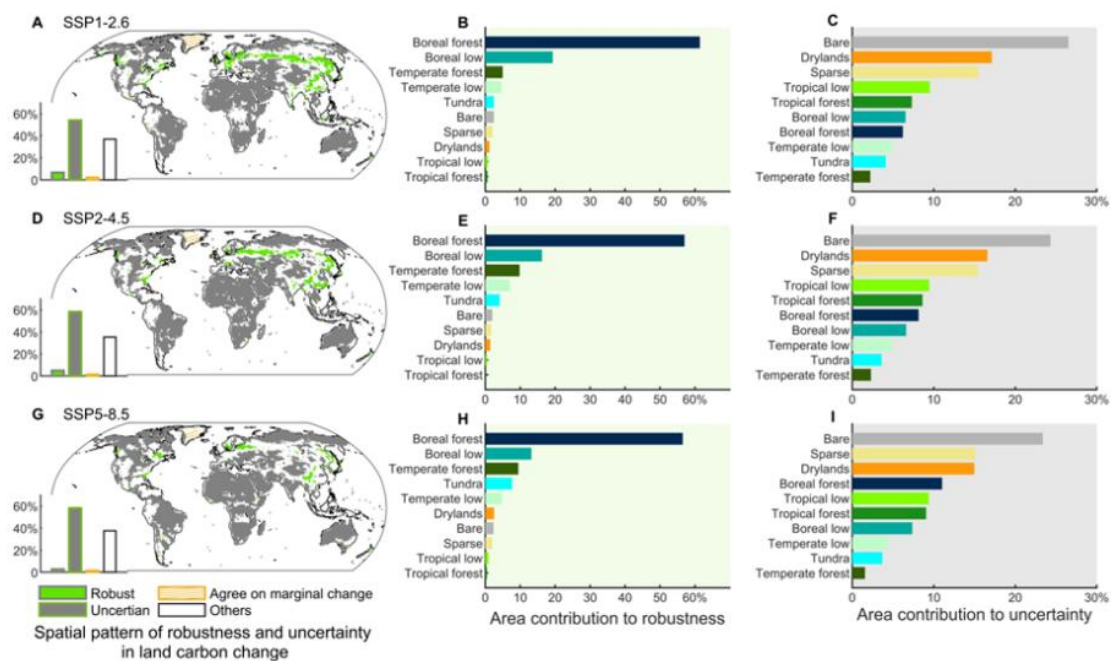 A SSP1-2.6
60%
40%
20%
0
B
Boreal forest
Boreal low
Temperate forest
Temperate low
Tundra
Bare
Sparse
Drylands
Tropical low
Tropical forest
0 10 20 30 40 50 60%
C
Bare
Drylands
Sparse
Tropical low
Tropical forest
Boreal low
Boreal forest
Temperate low
Tundra
Temperate forest
0 10 20 30%
D SSP2-4.5
60%
40%
20%
0
E
Boreal forest
Boreal low
Temperate forest
Temperate low
Tundra
Bare
Sparse
Drylands
Tropical low
Tropical forest
0 10 20 30 40 50 60%
F
Bare
Drylands
Sparse
Tropical low
Tropical forest
Boreal forest
Boreal low
Temperate low
Tundra
Temperate forest
0 10 20 30%
G SSP5-8.5
60%
40%
20%
0
Robust
Agree on marginal change
Uncertian
Others
Spatial pattern of robustness and uncertainty
in land carbon change
H
Boreal forest
Boreal low
Temperate forest
Tundra
Temperate low
Drylands
Bare
Sparse
Tropical low
Tropical forest
0 10 20 30 40 50 60%
Area contribution to robustness
I
Bare
Sparse
Drylands
Boreal forest
Tropical low
Tropical forest
Boreal low
Temperate low
Tundra
Temperate forest
0 10 20 30%
Area contribution to uncertainty